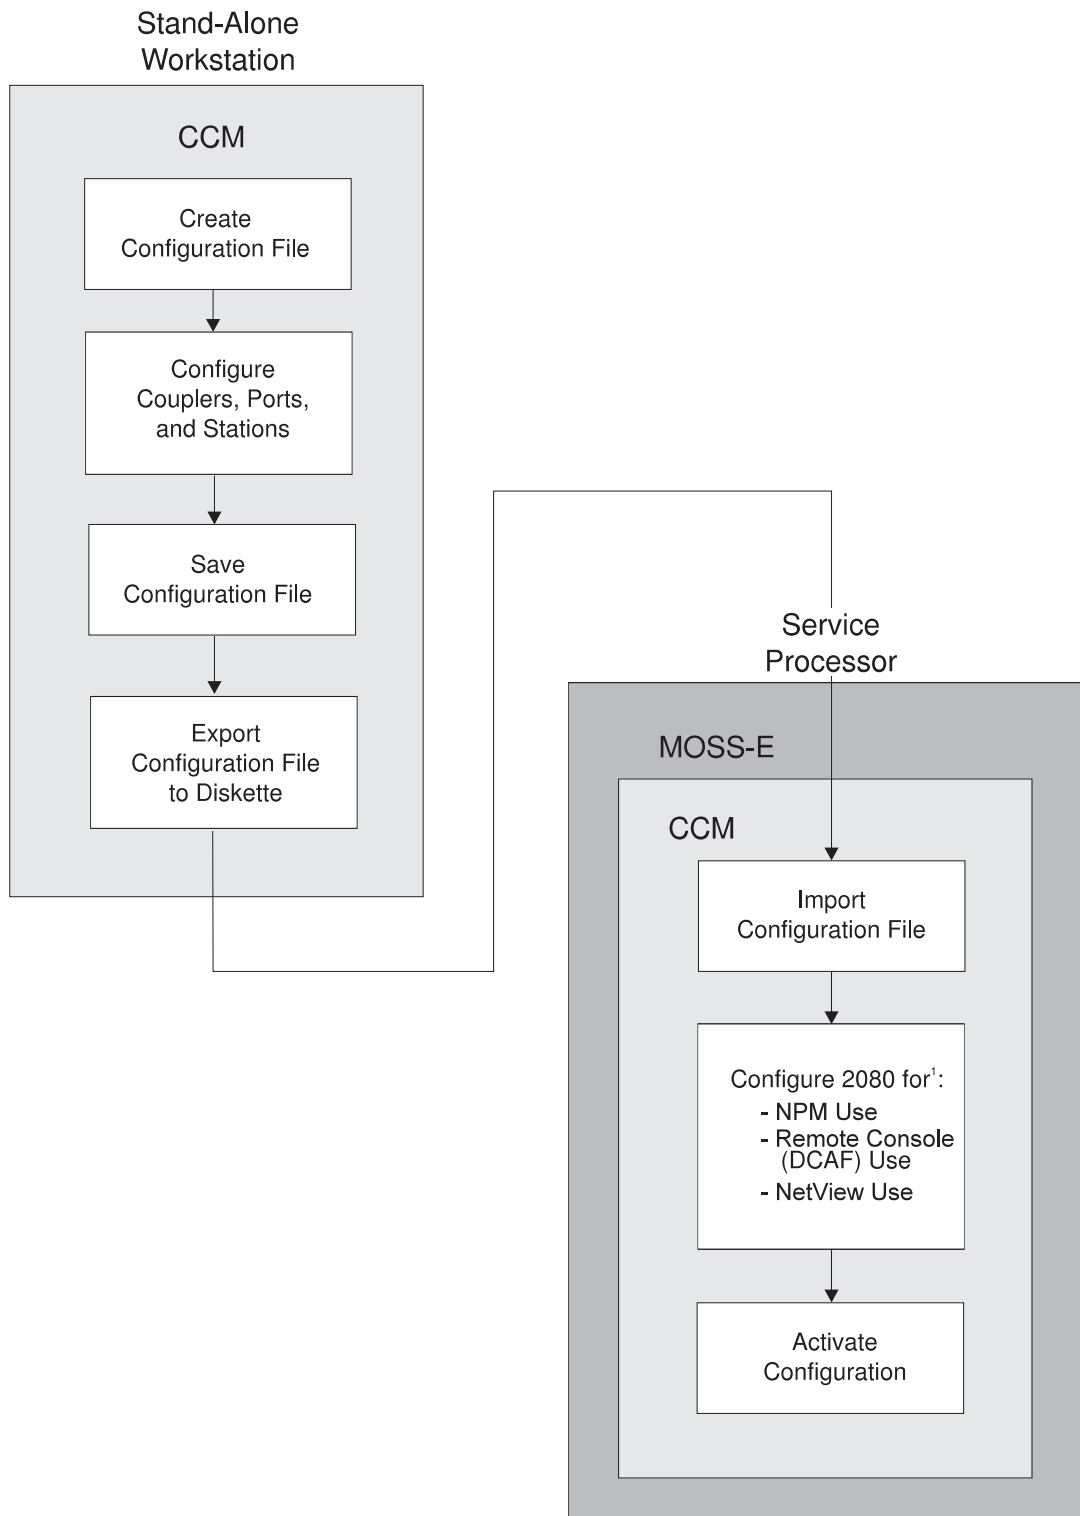 Stand-Alone
Workstation
CCM
Create
Configuration File
Configure
Couplers, Ports,
and Stations
Save
Configuration File
Export
Configuration File
to Diskette
Service
Processor
MOSS-E
CCM
Import
Configuration File
Configure 2080 for¹:
- NPM Use
- Remote Console
(DCAF) Use
- NetView Use
Activate
Configuration